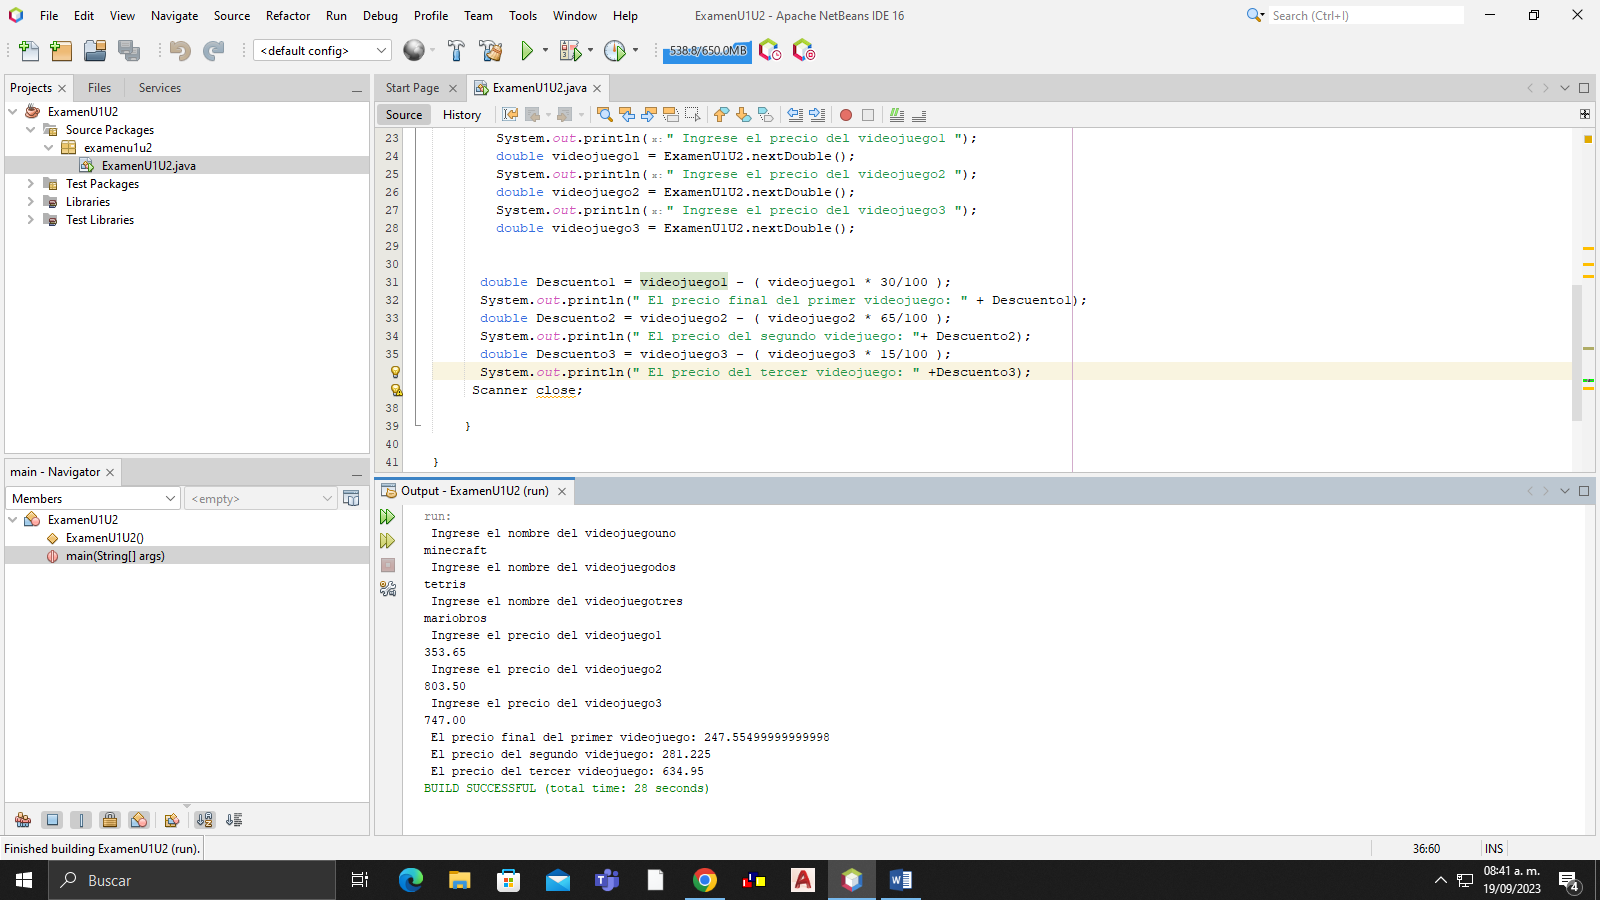 File Edit View Navigate Source Refactor Run Debug Profile Team Tools Window Help ExamenU1U2 - Apache NetBeans IDE 16 Search (Ctrl+I)
<default config> 538.8/650.0MB
Projects Files Services
ExamenU1U2
Source Packages
examenu1u2
ExamenU1U2.java
Test Packages
Libraries
Test Libraries
main - Navigator
Members <empty>
ExamenU1U2
ExamenU1U2()
main(String[] args)
Start Page ExamenU1U2.java
Source History
23 System.out.println(x:" Ingrese el precio del videojuego1 ");
24 double videojuego1 = ExamenU1U2.nextDouble();
25 System.out.println(x:" Ingrese el precio del videojuego2 ");
26 double videojuego2 = ExamenU1U2.nextDouble();
27 System.out.println(x:" Ingrese el precio del videojuego3 ");
28 double videojuego3 = ExamenU1U2.nextDouble();
29
30
31 double Descuento1 = videojuego1 - ( videojuego1 * 30/100 );
32 System.out.println(" El precio final del primer videojuego: " + Descuento1);
33 double Descuento2 = videojuego2 - ( videojuego2 * 65/100 );
34 System.out.println(" El precio del segundo videjuego: "+ Descuento2);
35 double Descuento3 = videojuego3 - ( videojuego3 * 15/100 );
System.out.println(" El precio del tercer videojuego: " +Descuento3);
Scanner close;
38
39 }
40
41 }
Output - ExamenU1U2 (run)
run:
Ingrese el nombre del videojuegouno
minecraft
Ingrese el nombre del videojuegodos
tetris
Ingrese el nombre del videojuegotres
mariobros
Ingrese el precio del videojuego1
353.65
Ingrese el precio del videojuego2
803.50
Ingrese el precio del videojuego3
747.00
El precio final del primer videojuego: 247.55499999999998
El precio del segundo videjuego: 281.225
El precio del tercer videojuego: 634.95
BUILD SUCCESSFUL (total time: 28 seconds)
Finished building ExamenU1U2 (run). 36:60 INS
Buscar 08:41 a. m.
19/09/2023 4